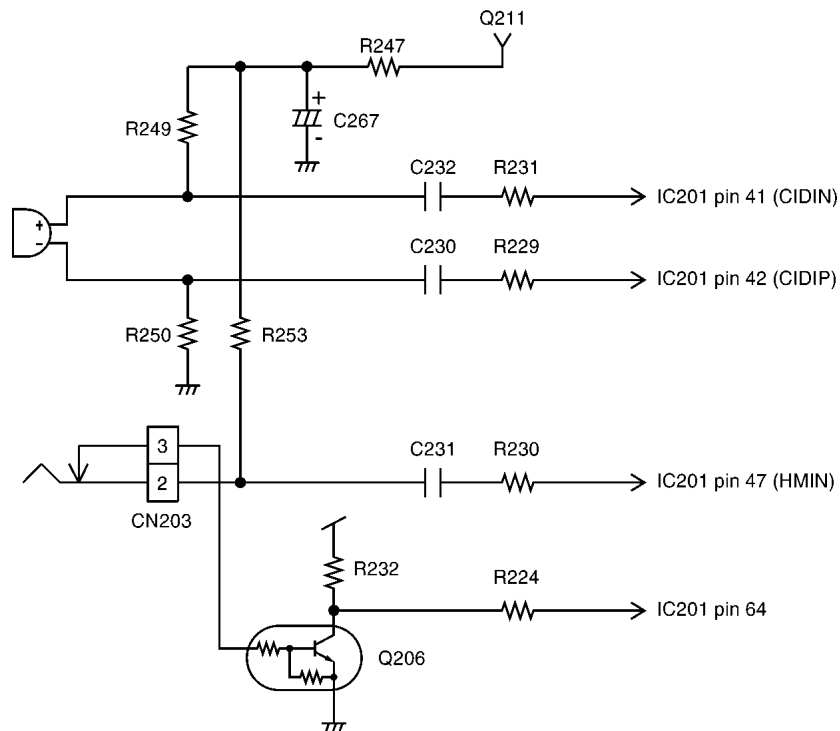 Q211
R247
+
C267
-
R249
C232
R231
IC201 pin 41 (CIDIN)
+
-
C230
R229
IC201 pin 42 (CIDIP)
R250
R253
3
2
CN203
C231
R230
IC201 pin 47 (HMIN)
R232
R224
IC201 pin 64
Q206